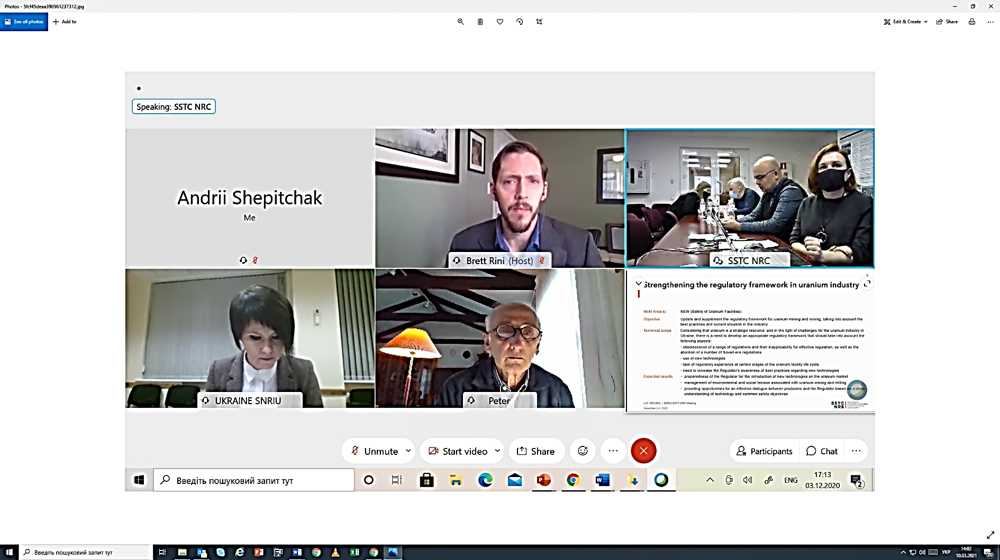 Photos - 5fcf45deaa390961237312.jpg
See all photos
Add to
Edit & Create
Share
Speaking: SSTC NRC
Andrii Shepitchak
Me
Brett Rini (Host)
SSTC NRC
UKRAINE SNRIU
Peter
8
Strengthening the regulatory framework in uranium industry
MoM Area(s) NEW (Safety of Uranium Facilities)
Objective Update and supplement the regulatory framework for uranium mining and mining, taking into account the
best practices and current situation in the industry
Technical scope Considering that uranium is a strategic resource, and in the light of challenges for the uranium industry in
Ukraine, there is a need to develop an appropriate regulatory framework that should take into account the
following aspects:
• obsolescence of a range of regulations and their inapplicability for effective regulation, as well as the
abolition of a number of Soviet-era regulations
• use of new technologies
• lack of regulatory experience at certain stages of the uranium facility life cycle
• need to increase the Regulator's awareness of best practices regarding new technologies
Expected results • preparedness of the Regulator for the introduction of new technologies on the uranium market
• management of environmental and social tension associated with uranium mining and milling
• providing opportunities for an effective dialogue between producers and the Regulator based on a deep
understanding of technology and common safety objectives
U.S. NRC/BNL – SNRIU/SSTC NRS Meeting
December 2-3, 2020
SSTC
NRS
Unmute
Start video
Share
Participants
Chat
Введіть пошуковий запит тут
ENG
17:13
03.12.2020
2
Введіть пошуковий запит тут
УКР
14:02
10.03.2021
20